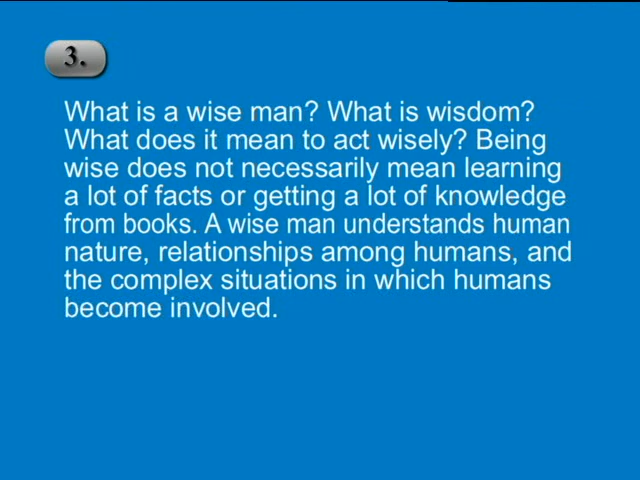 3.
What is a wise man? What is wisdom?
What does it mean to act wisely? Being
wise does not necessarily mean learning
a lot of facts or getting a lot of knowledge
from books. A wise man understands human
nature, relationships among humans, and
the complex situations in which humans
become involved.